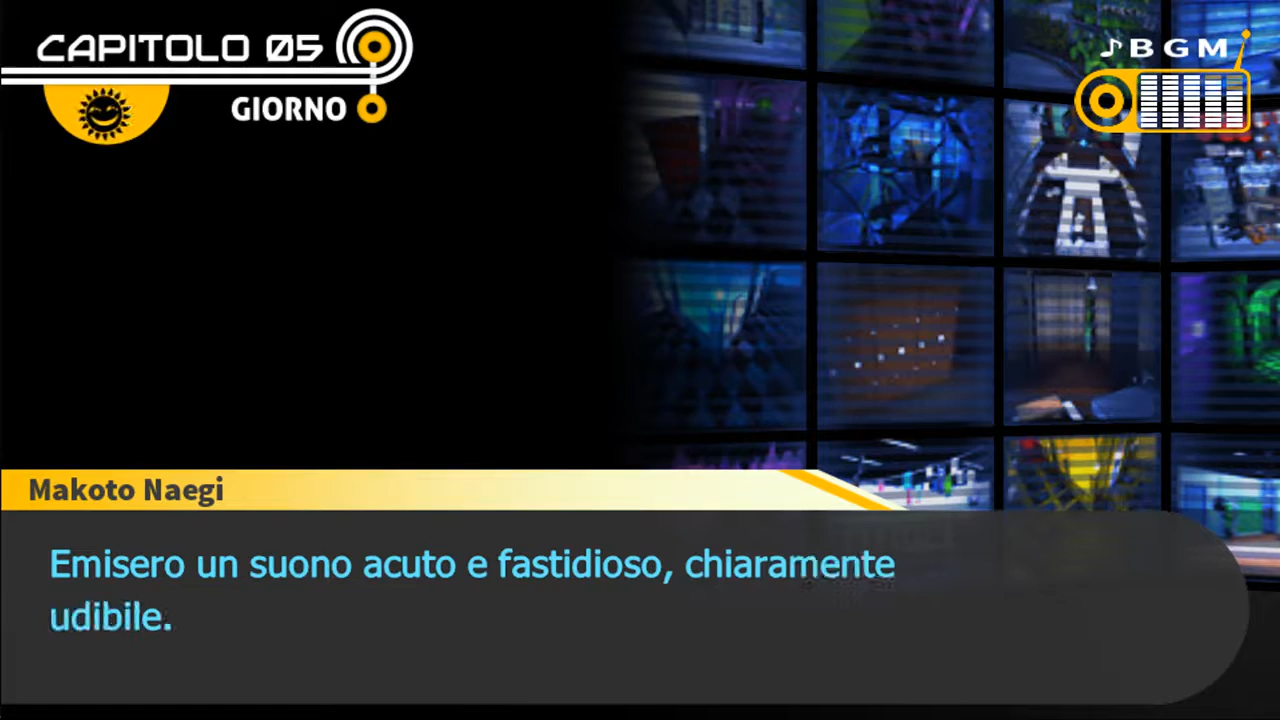 CAPITOLO 05
GIORNO
♪BGM
Makoto Naegi
Emisero un suono acuto e fastidioso, chiaramente
udibile.